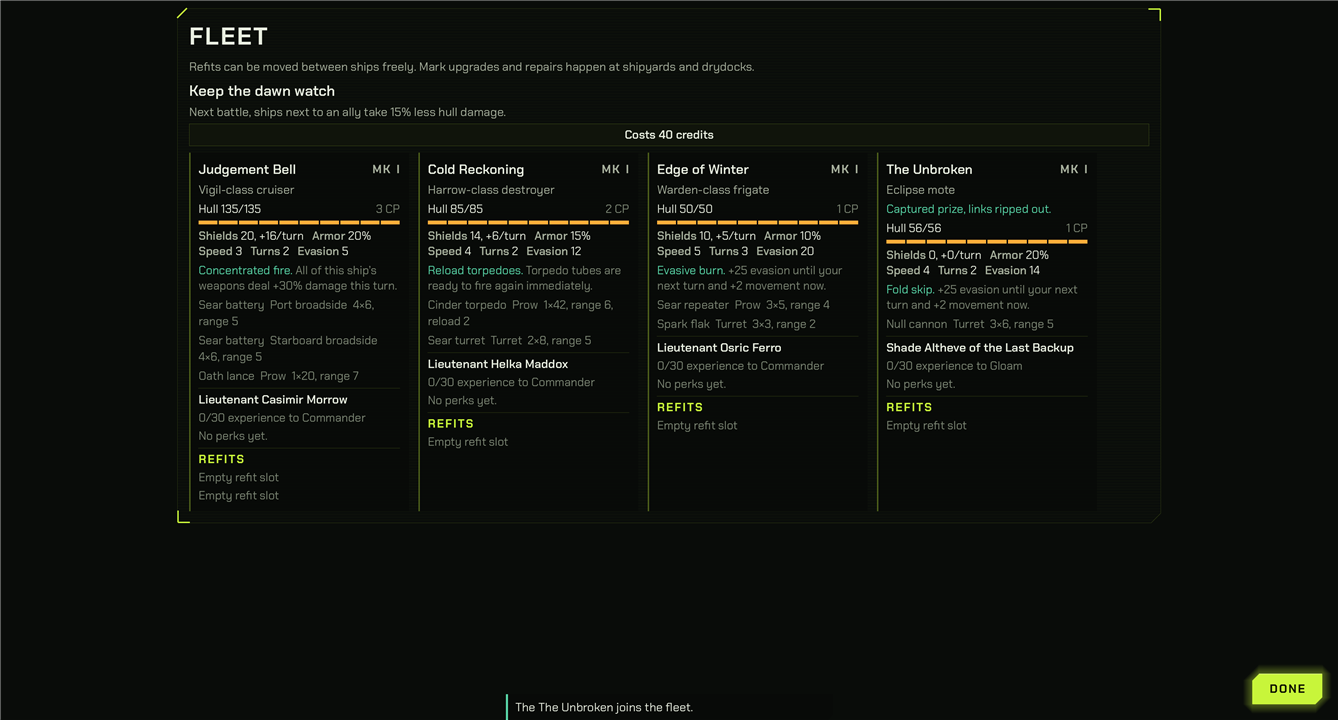 FLEET
Refits can be moved between ships freely. Mark upgrades and repairs happen at shipyards and drydocks.
Keep the dawn watch
Next battle, ships next to an ally take 15% less hull damage.
Costs 40 credits
Judgement Bell MK I
Vigil-class cruiser
Hull 135/135 3 CP
Shields 20, +16/turn Armor 20%
Speed 3 Turns 2 Evasion 5
Concentrated fire. All of this ship's
weapons deal +30% damage this turn.
Sear battery Port broadside 4×6,
range 5
Sear battery Starboard broadside
4×6, range 5
Oath lance Prow 1×20, range 7
Lieutenant Casimir Morrow
0/30 experience to Commander
No perks yet.
REFITS
Empty refit slot
Empty refit slot
Cold Reckoning MK I
Harrow-class destroyer
Hull 85/85 2 CP
Shields 14, +6/turn Armor 15%
Speed 4 Turns 2 Evasion 12
Reload torpedoes. Torpedo tubes are
ready to fire again immediately.
Cinder torpedo Prow 1×42, range 6,
reload 2
Sear turret Turret 2×8, range 5
Lieutenant Helka Maddox
0/30 experience to Commander
No perks yet.
REFITS
Empty refit slot
Edge of Winter MK I
Warden-class frigate
Hull 50/50 1 CP
Shields 10, +5/turn Armor 10%
Speed 5 Turns 3 Evasion 20
Evasive burn. +25 evasion until your
next turn and +2 movement now.
Sear repeater Prow 3×5, range 4
Spark flak Turret 3×3, range 2
Lieutenant Osric Ferro
0/30 experience to Commander
No perks yet.
REFITS
Empty refit slot
The Unbroken MK I
Eclipse mote
Captured prize, links ripped out.
Hull 56/56 1 CP
Shields 0, +0/turn Armor 20%
Speed 4 Turns 2 Evasion 14
Fold skip. +25 evasion until your next
turn and +2 movement now.
Null cannon Turret 3×6, range 5
Shade Altheve of the Last Backup
0/30 experience to Gloam
No perks yet.
REFITS
Empty refit slot
DONE
The The Unbroken joins the fleet.